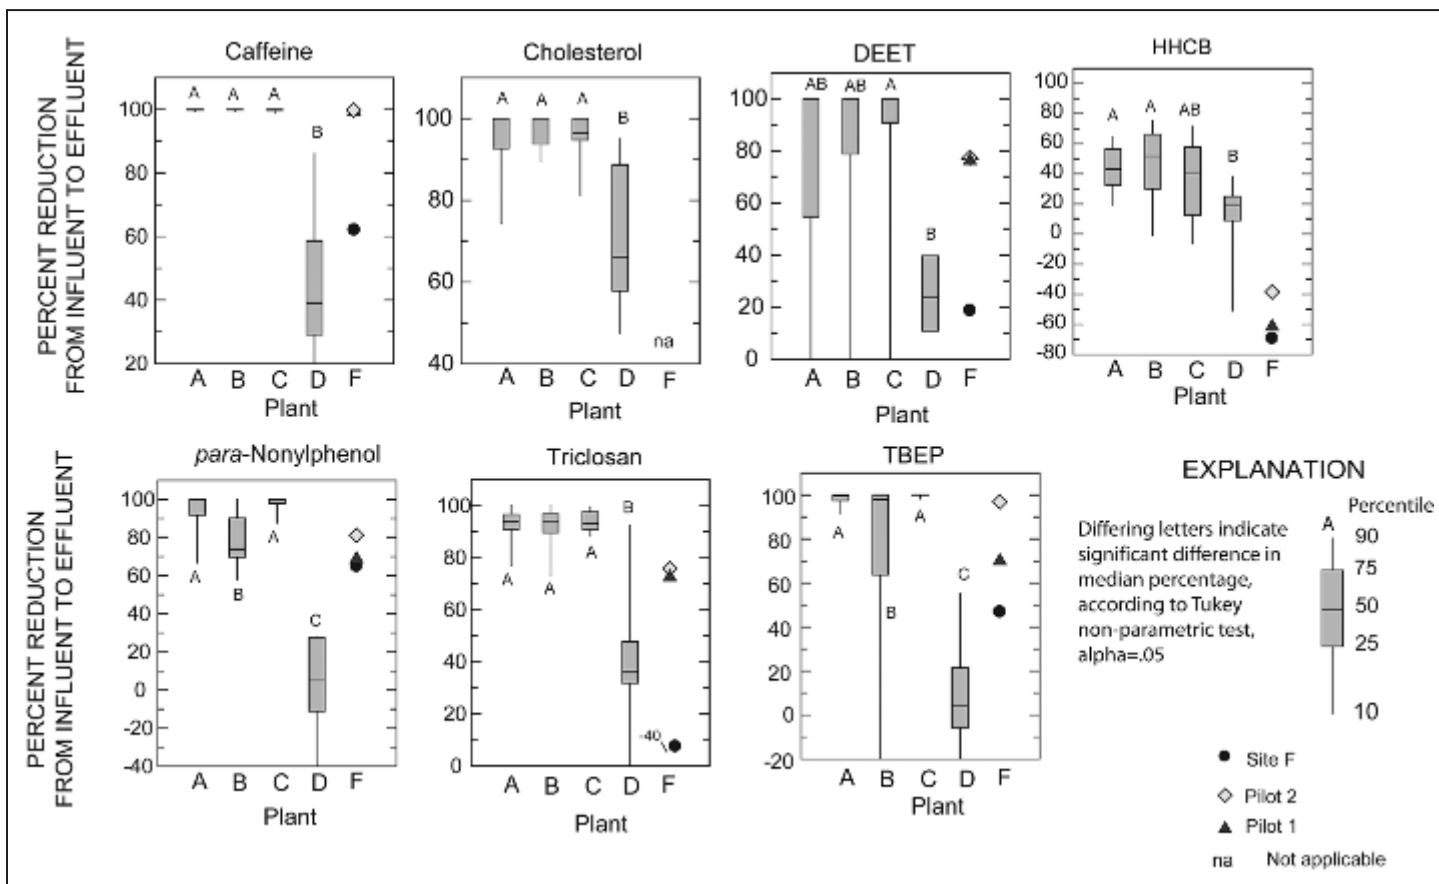 PERCENT REDUCTION
FROM INFLUENT TO EFFLUENT
Caffeine
100
80
60
40
20
A
A
A
B
A
B
C
D
F
Plant
Cholesterol
100
80
60
40
A
A
A
B
na
A
B
C
D
F
Plant
DEET
100
80
60
40
20
0
AB
AB
A
B
A
B
C
D
F
Plant
HHCB
100
80
60
40
20
0
-20
-40
-60
-80
A
A
AB
B
A
B
C
D
F
Plant
PERCENT REDUCTION
FROM INFLUENT TO EFFLUENT
para-Nonylphenol
100
80
60
40
20
0
-20
-40
A
B
A
C
A
B
C
D
F
Plant
Triclosan
100
80
60
40
20
0
A
A
A
B
-40
A
B
C
D
F
Plant
TBEP
100
80
60
40
20
0
-20
A
B
A
C
A
B
C
D
F
Plant
EXPLANATION
Differing letters indicate
significant difference in
median percentage,
according to Tukey
non-parametric test,
alpha=.05
Percentile
A
90
75
50
25
10
Site F
Pilot 2
Pilot 1
na Not applicable